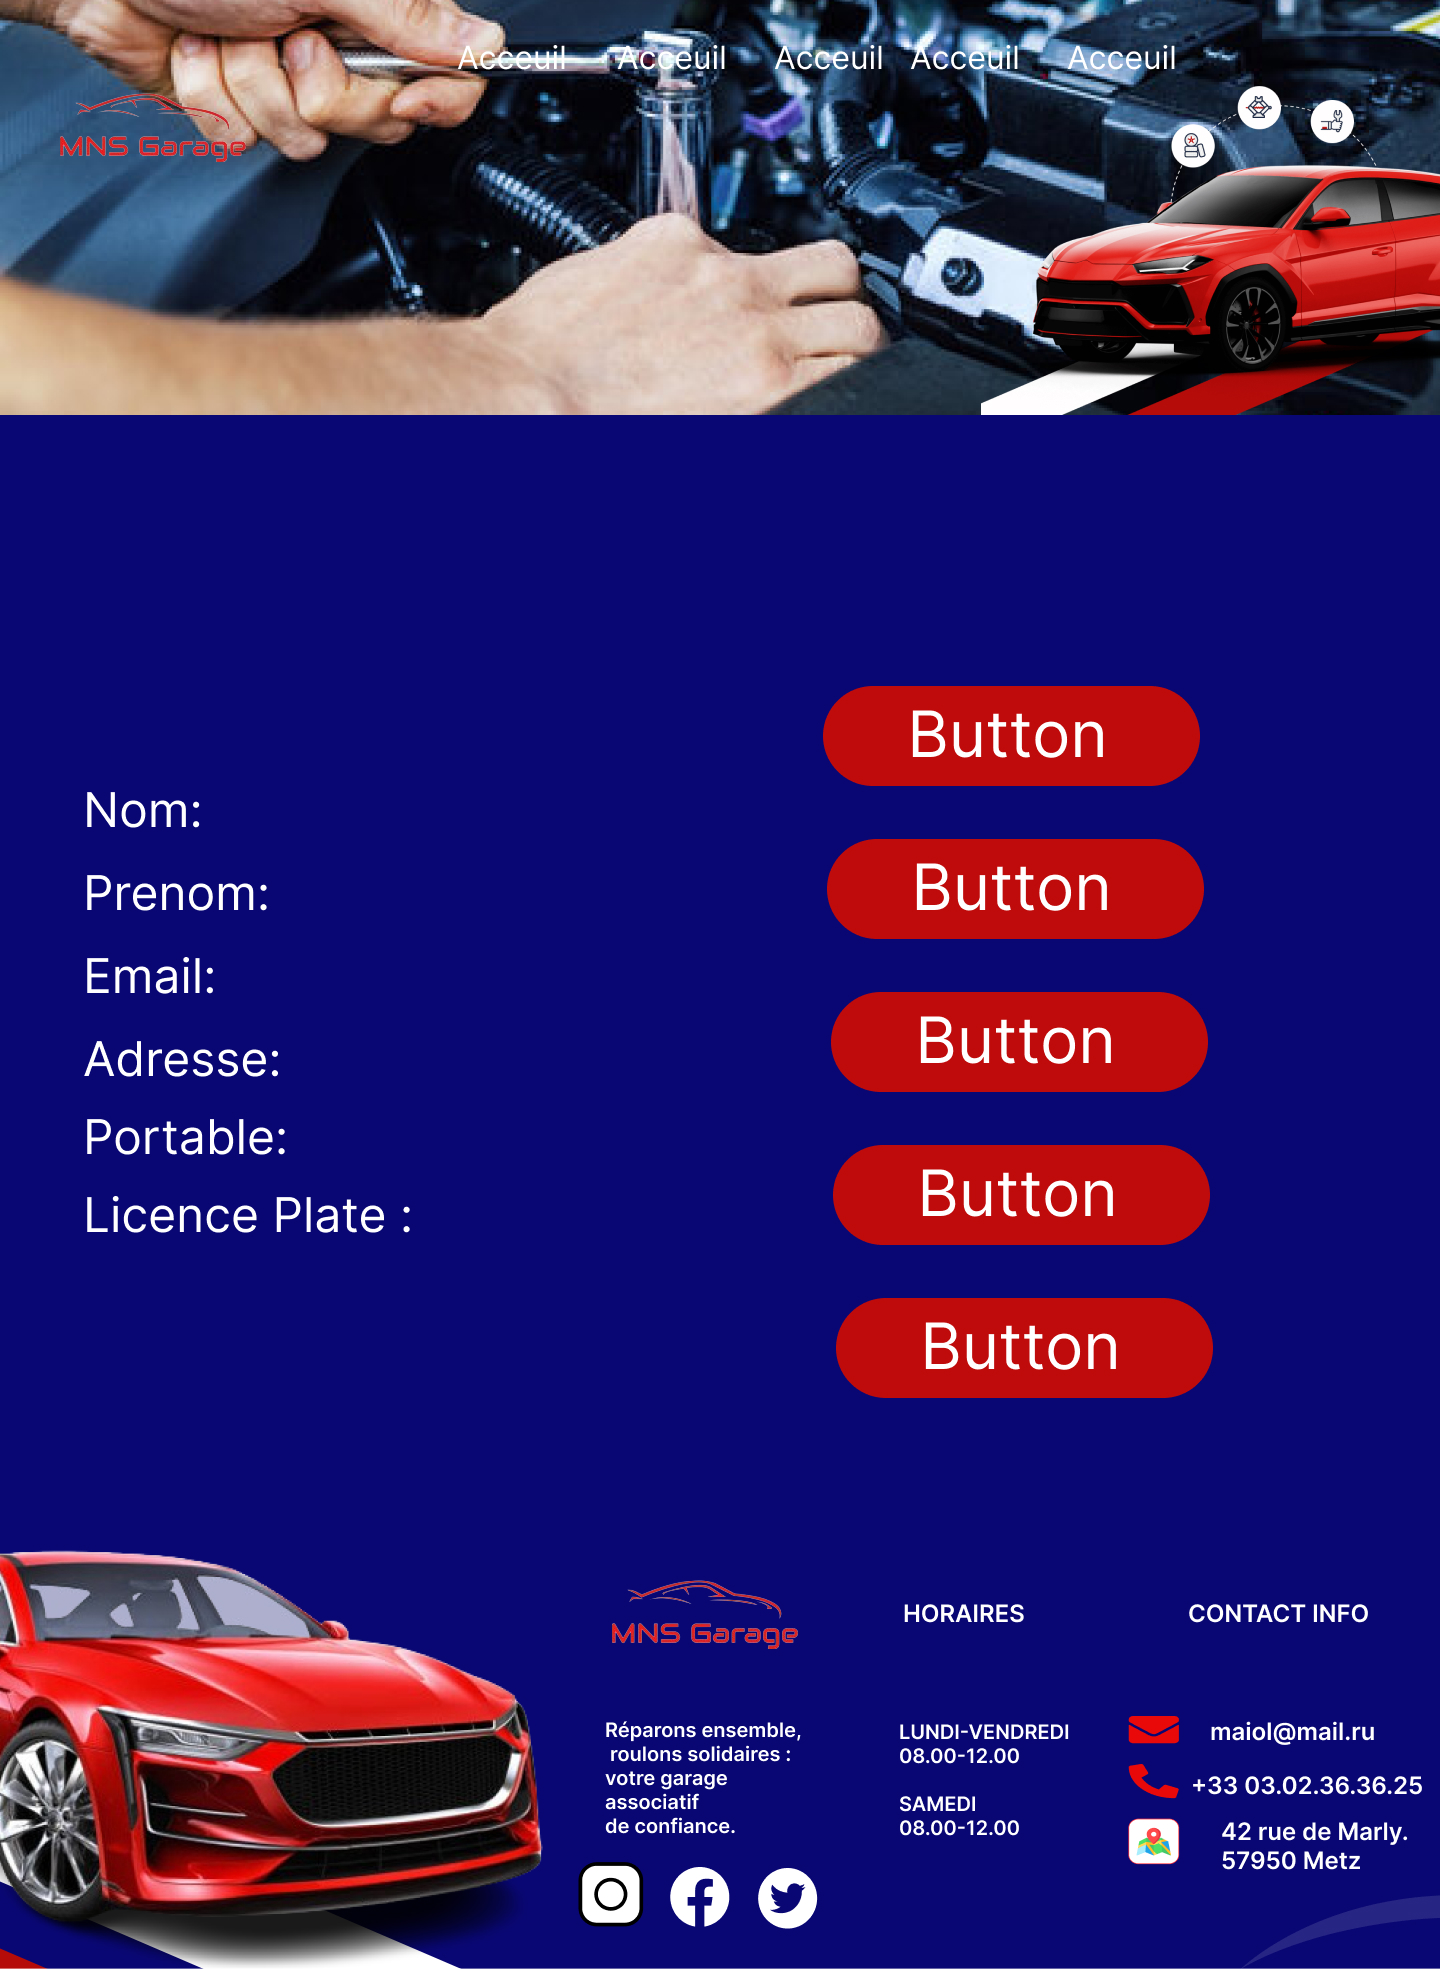 Acceuil Acceuil Acceuil Acceuil Acceuil
MNS Garage
Button
Nom:
Button
Prenom:
Email:
Button
Adresse:
Portable:
Button
Licence Plate :
Button
MNS Garage
HORAIRES
CONTACT INFO
Réparons ensemble,
roulons solidaires :
votre garage
associatif
de confiance.
LUNDI-VENDREDI
08.00-12.00
SAMEDI
08.00-12.00
maiol@mail.ru
+33 03.02.36.36.25
42 rue de Marly.
57950 Metz